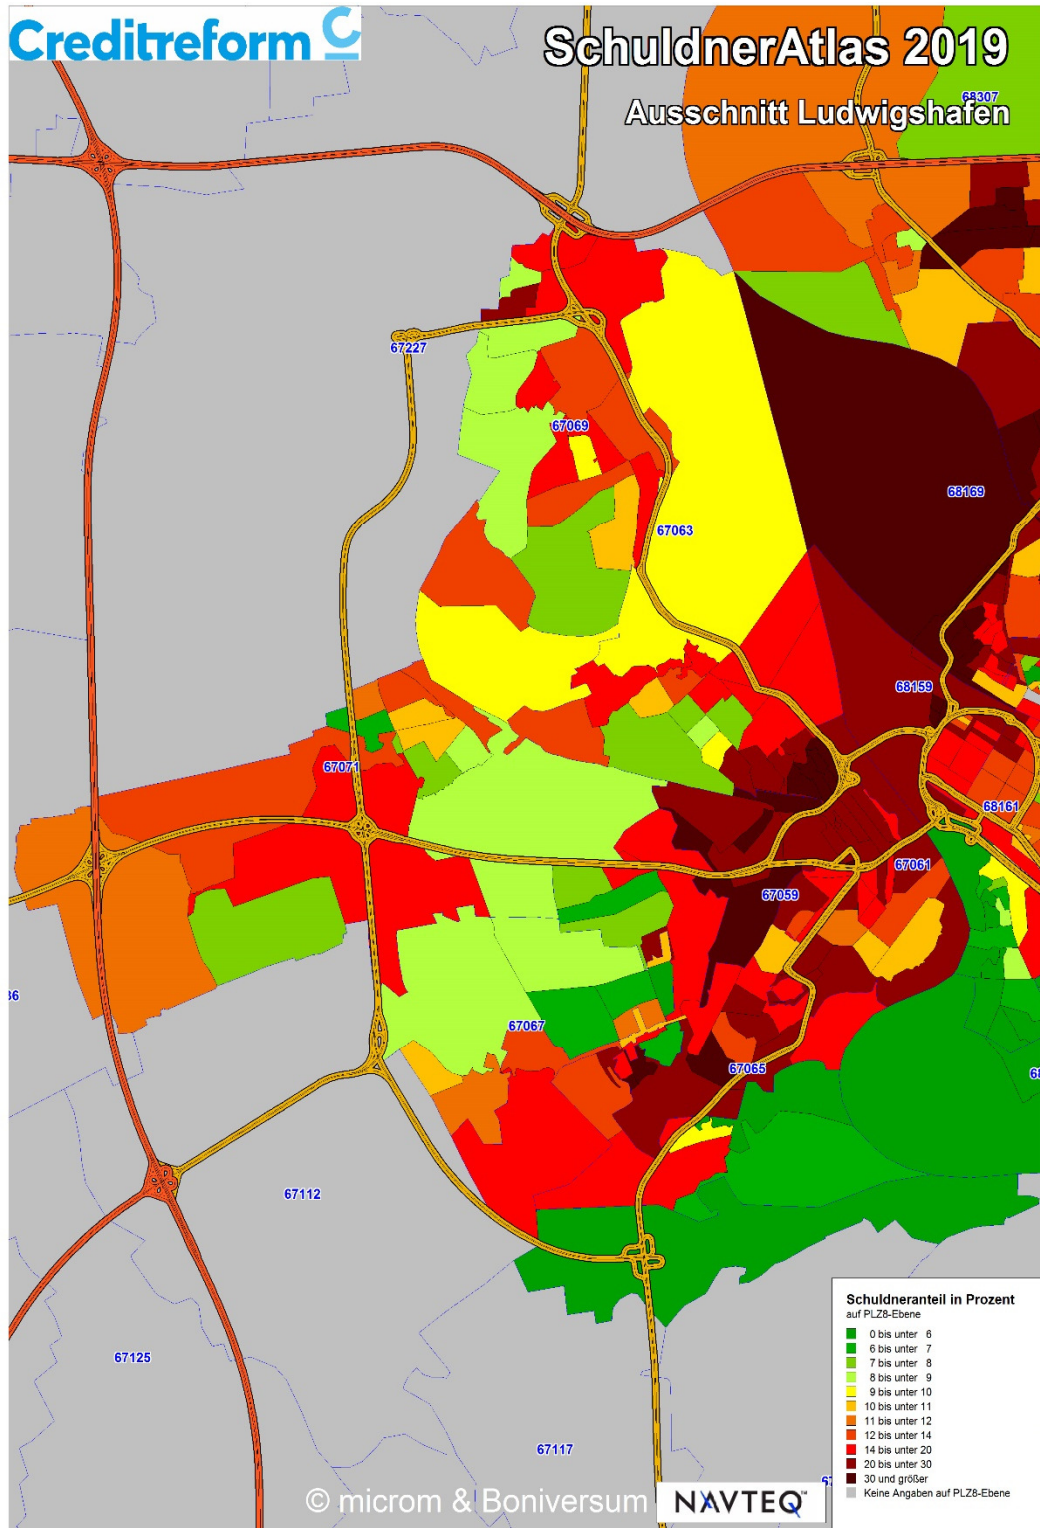 Creditreform C
SchuldnerAtlas 2019
Ausschnitt Ludwigshafen
68307
67227
67069
68169
67063
68159
67071
68161
67061
67059
67067
67065
67112
67125
67117
Schuldneranteil in Prozent
auf PLZ8-Ebene
0 bis unter 6
6 bis unter 7
7 bis unter 8
8 bis unter 9
9 bis unter 10
10 bis unter 11
11 bis unter 12
12 bis unter 14
14 bis unter 20
20 bis unter 30
30 und größer
Keine Angaben auf PLZ8-Ebene
© microm & Boniversum
NAVTEQ